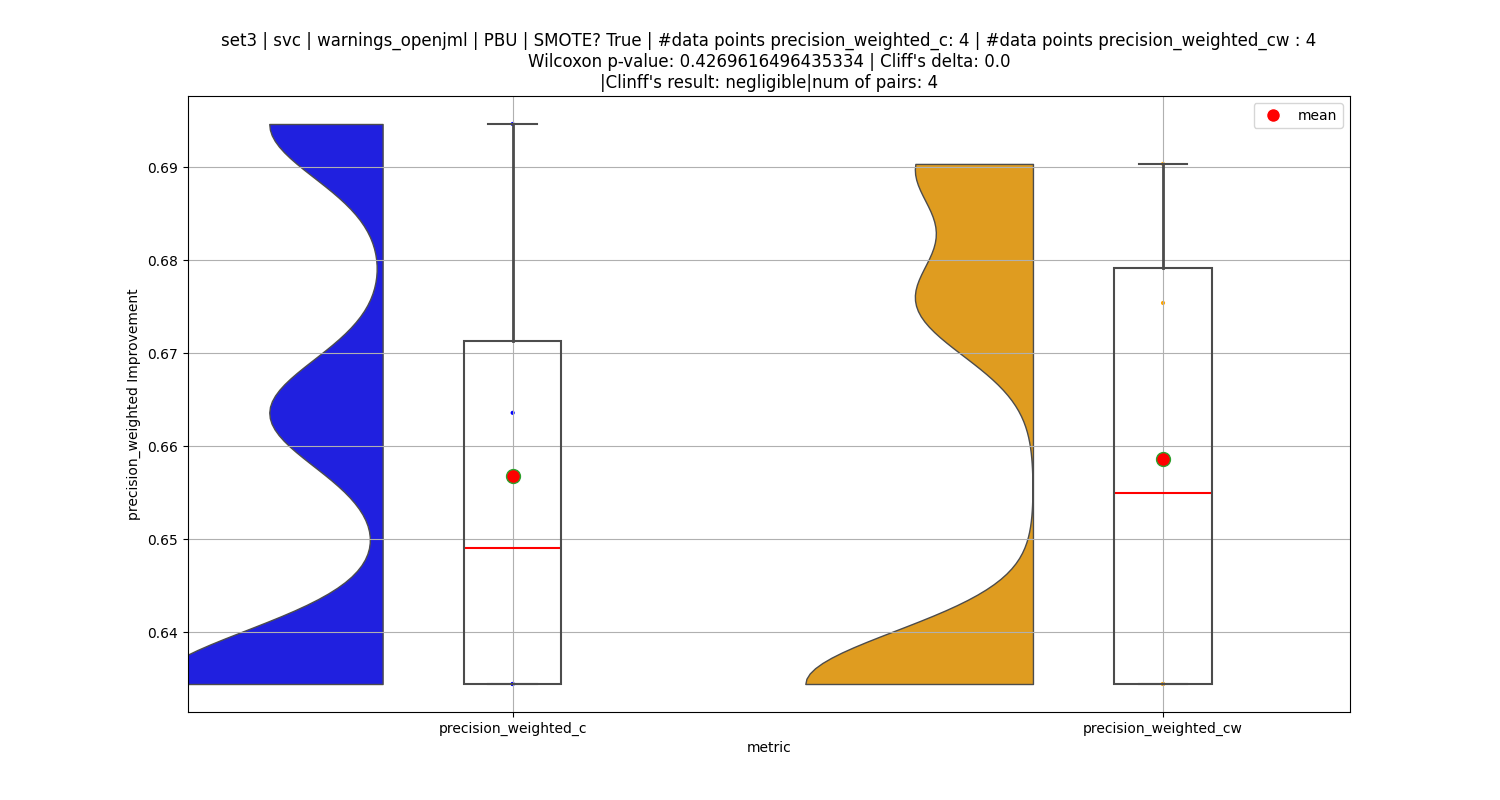 set3 | svc | warnings_openjml | PBU | SMOTE? True | #data points precision_weighted_c: 4 | #data points precision_weighted_cw : 4
Wilcoxon p-value: 0.4269616496435334 | Cliff's delta: 0.0
|Clinff's result: negligible|num of pairs: 4
mean
0.69
0.68
0.67
0.66
0.65
0.64
precision_weighted Improvement
precision_weighted_c
precision_weighted_cw
metric